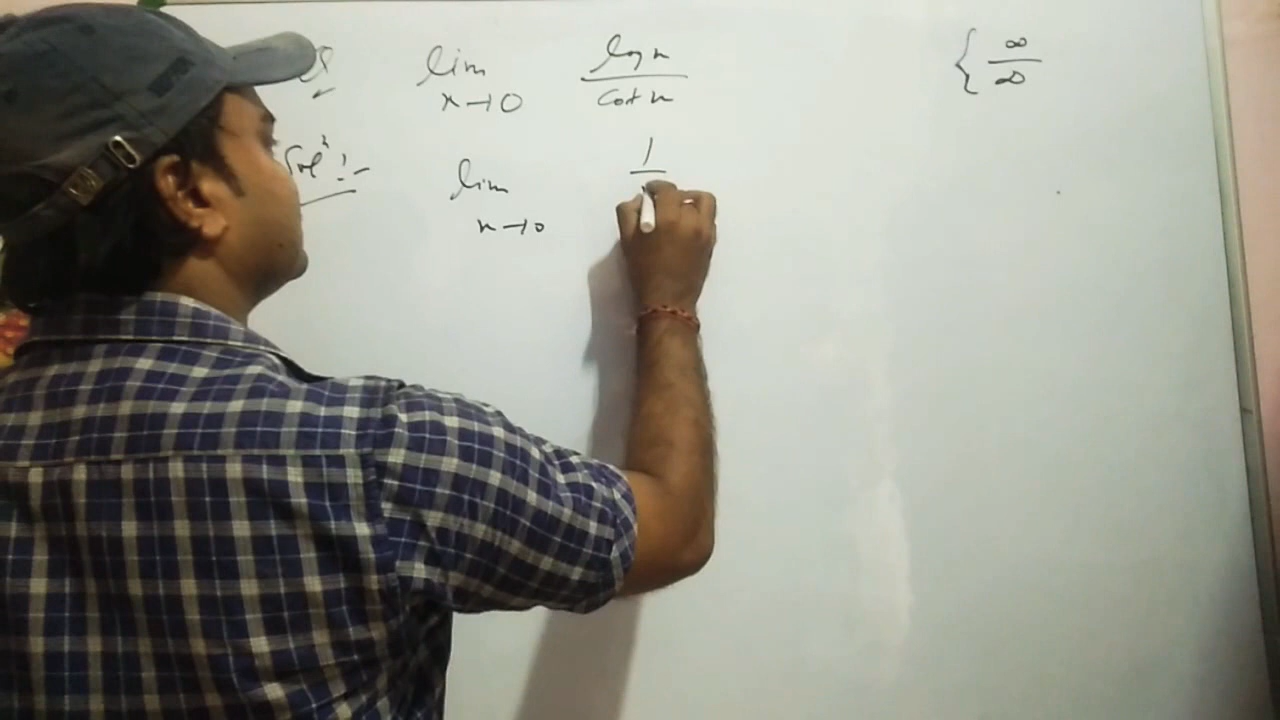 lim x→0 log x / cot x { ∞/∞
Sol⁻ⁿ :- lim x→0 1/